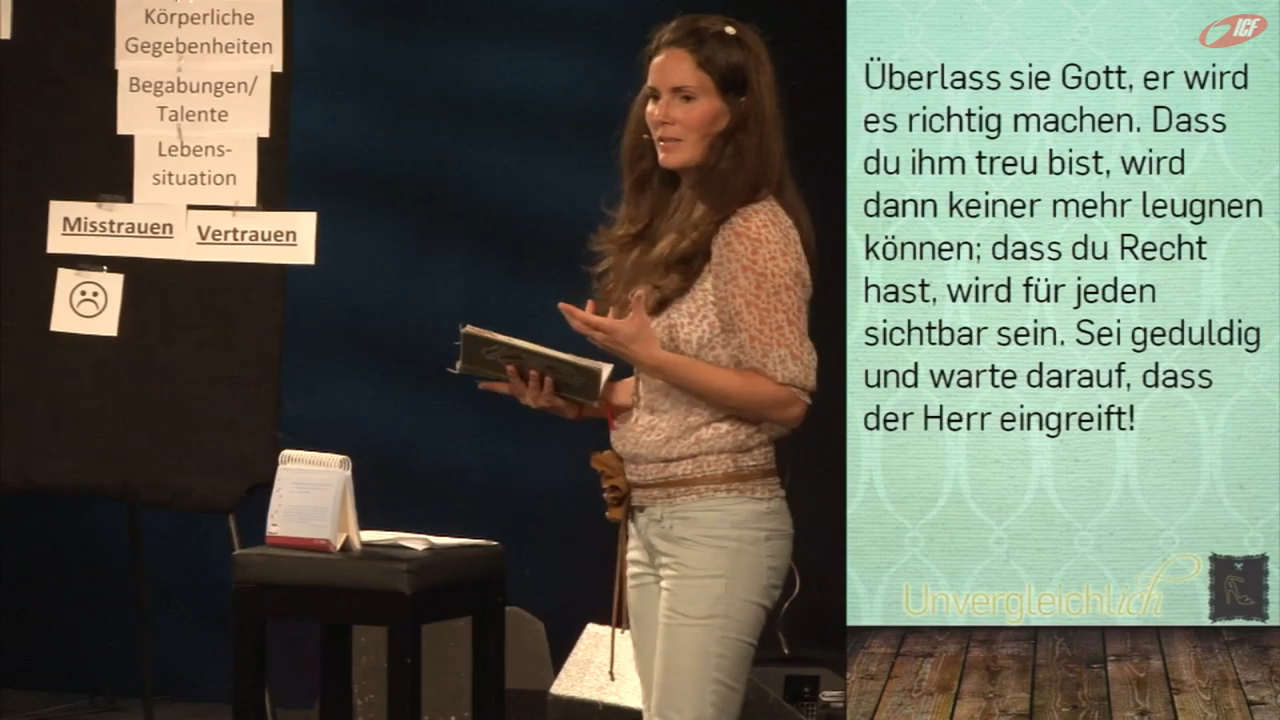 Körperliche
Gegebenheiten
Begabungen/
Talente
Lebens-
situation
Misstrauen
Vertrauen
ICF
Überlass sie Gott, er wird
es richtig machen. Dass
du ihm treu bist, wird
dann keiner mehr leugnen
können; dass du Recht
hast, wird für jeden
sichtbar sein. Sei geduldig
und warte darauf, dass
der Herr eingreift!
Unvergleichlich